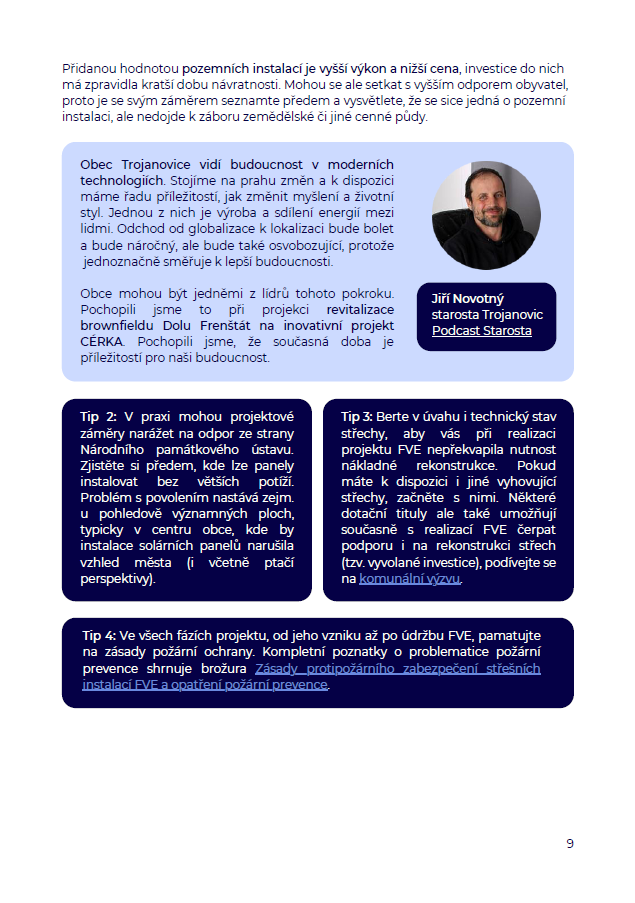 Přidanou hodnotou pozemních instalací je vyšší výkon a nižší cena, investice do nich
má zpravidla kratší dobu návratnosti. Mohou se ale setkat s vyšším odporem obyvatel,
proto je se svým záměrem seznamte předem a vysvětlete, že se sice jedná o pozemní
instalaci, ale nedojde k záboru zemědělské či jiné cenné půdy.
Obec Trojanovice vidí budoucnost v moderních
technologiích. Stojíme na prahu změn a k dispozici
máme řadu příležitostí, jak změnit myšlení a životní
styl. Jednou z nich je výroba a sdílení energií mezi
lidmi. Odchod od globalizace k lokalizaci bude bolet
a bude náročný, ale bude také osvobozující, protože
jednoznačně směřuje k lepší budoucnosti.
Obce mohou být jedněmi z lídrů tohoto pokroku.
Pochopili jsme to při projekci revitalizace
brownfieldu Dolu Frenštát na inovativní projekt
CÉRKA. Pochopili jsme, že současná doba je
příležitostí pro naši budoucnost.
Jiří Novotný
starosta Trojanovic
Podcast Starosta
Tip 2: V praxi mohou projektové
záměry narážet na odpor ze strany
Národního památkového ústavu.
Zjistěte si předem, kde lze panely
instalovat bez větších potíží.
Problém s povolením nastává zejm.
u pohledově významných ploch,
typicky v centru obce, kde by
instalace solárních panelů narušila
vzhled města (i včetně ptačí
perspektivy).
Tip 3: Berte v úvahu i technický stav
střechy, aby vás při realizaci
projektu FVE nepřekvapila nutnost
nákladné rekonstrukce. Pokud
máte k dispozici i jiné vyhovující
střechy, začněte s nimi. Některé
dotační tituly ale také umožňují
současně s realizací FVE čerpat
podporu i na rekonstrukci střech
(tzv. vyvolané investice), podívejte se
na komunální výzvu.
Tip 4: Ve všech fázích projektu, od jeho vzniku až po údržbu FVE, pamatujte
na zásady požární ochrany. Kompletní poznatky o problematice požární
prevence shrnuje brožura Zásady protipožárního zabezpečení střešních
instalací FVE a opatření požární prevence.
9